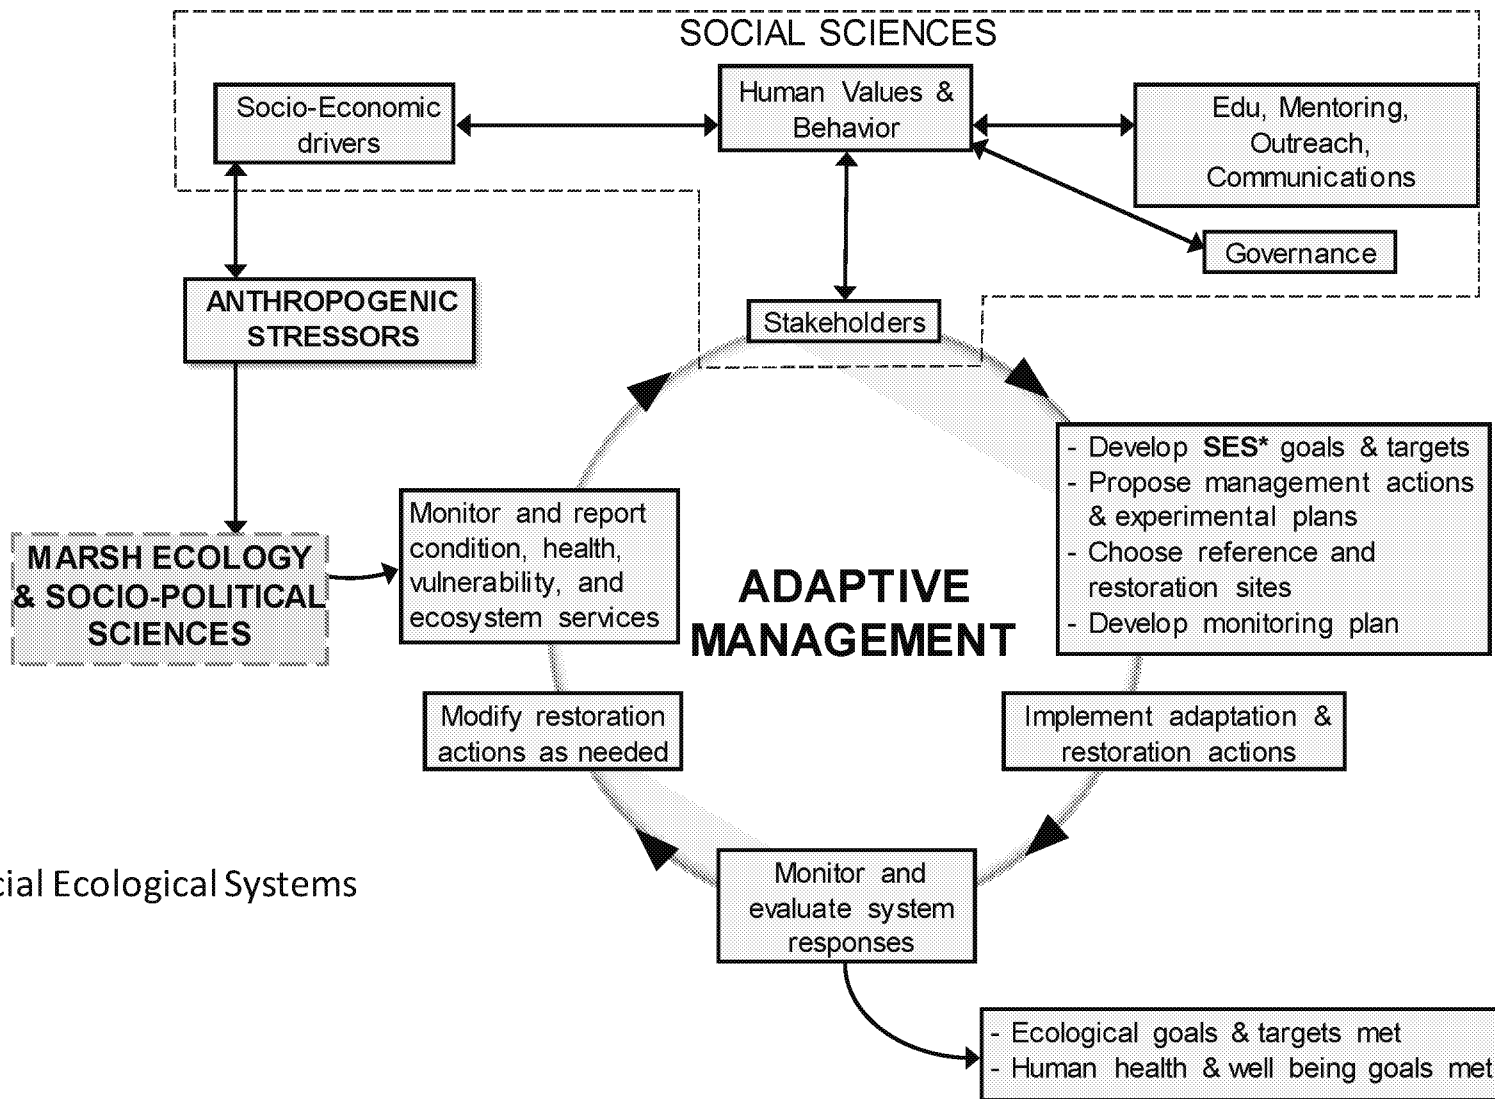 SOCIAL SCIENCES
Socio-Economic
drivers
Human Values &
Behavior
Edu, Mentoring,
Outreach,
Communications
Governance
ANTHROPOGENIC
STRESSORS
Stakeholders
- Develop SES* goals & targets
- Propose management actions
& experimental plans
- Choose reference and
restoration sites
- Develop monitoring plan
Monitor and report
condition, health,
vulnerability, and
ecosystem services
MARSH ECOLOGY
& SOCIO-POLITICAL
SCIENCES
ADAPTIVE
MANAGEMENT
Modify restoration
actions as needed
Implement adaptation &
restoration actions
Monitor and
evaluate system
responses
cial Ecological Systems
- Ecological goals & targets met
- Human health & well being goals met